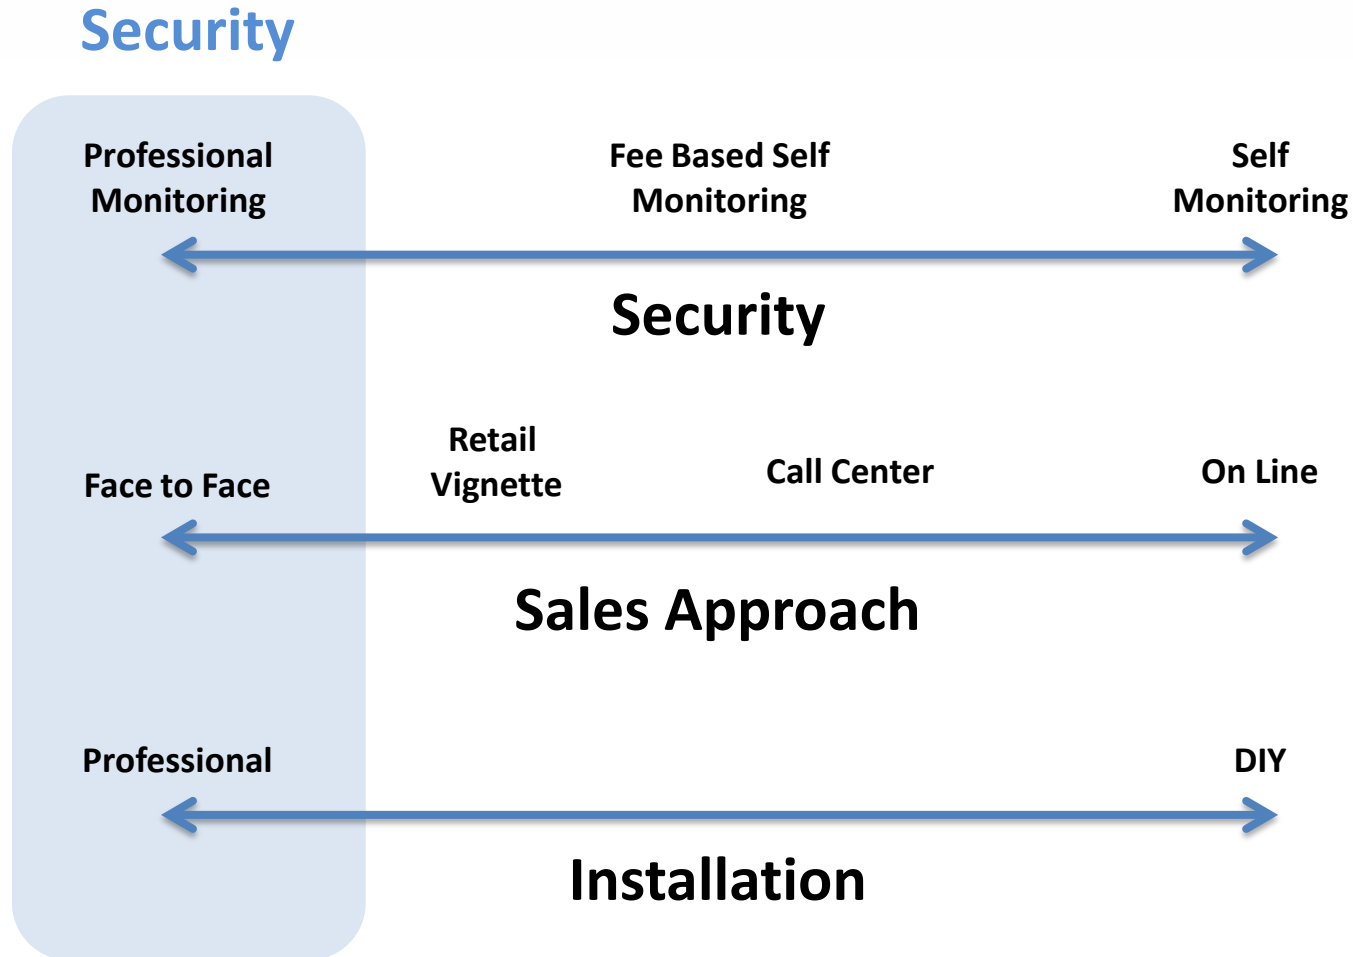 Security
Professional
Monitoring
Fee Based Self
Monitoring
Self
Monitoring
Security
Face to Face
Retail
Vignette
Call Center
On Line
Sales Approach
Professional
DIY
Installation